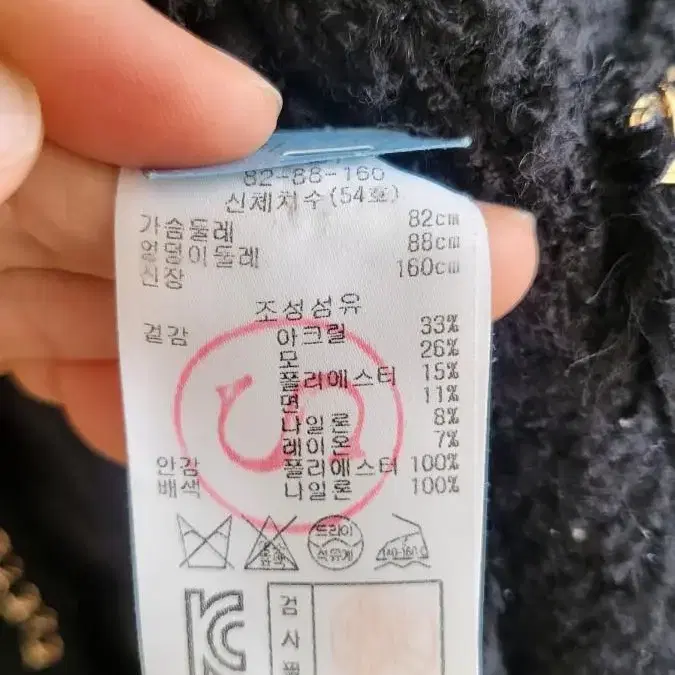 82-88-160
신체치수(54호)
가슴둘레 82cm
엉덩이둘레 88cm
신장 160cm
조성섬유
겉감 아크릴 33%
모 26%
폴리에스터 15%
면 11%
나일론 8%
레이온 7%
안감 폴리에스터 100%
배색 나일론 100%
표백
드라이
석유계
140-160℃
검
사